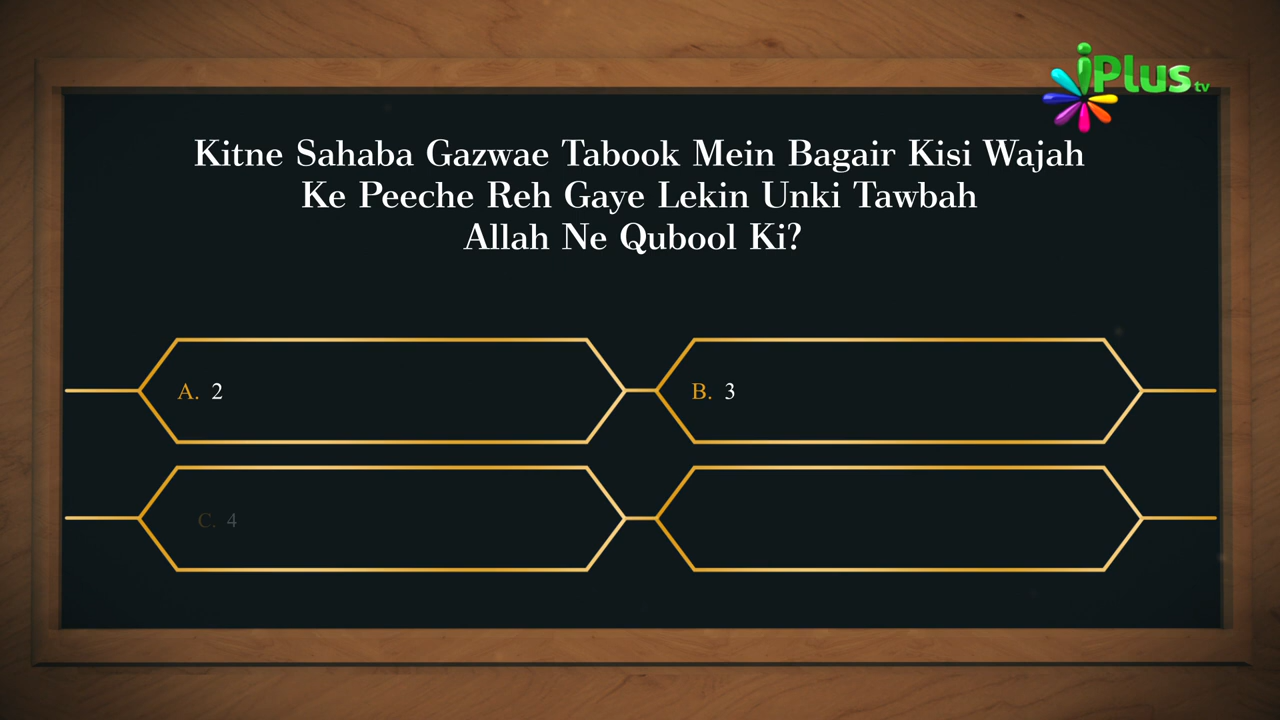 iPlus tv
Kitne Sahaba Gazwae Tabook Mein Bagair Kisi Wajah
Ke Peeche Reh Gaye Lekin Unki Tawbah
Allah Ne Qubool Ki?
A. 2
B. 3
C. 4